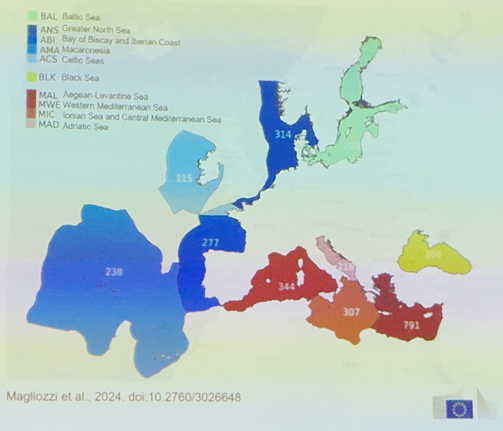 BAL Baltic Sea
ANS Greater North Sea
ABI Bay of Biscay and Iberian Coast
AMA Macaronesia
ACS Celtic Seas
BLK Black Sea
MAL Aegean-Levantine Sea
MWE Western Mediterranean Sea
MIC Ionian Sea and Central Mediterranean Sea
MAD Adriatic Sea
314
115
277
238
344
307
791
Magliozzi et al., 2024. doi:10.2760/3026648